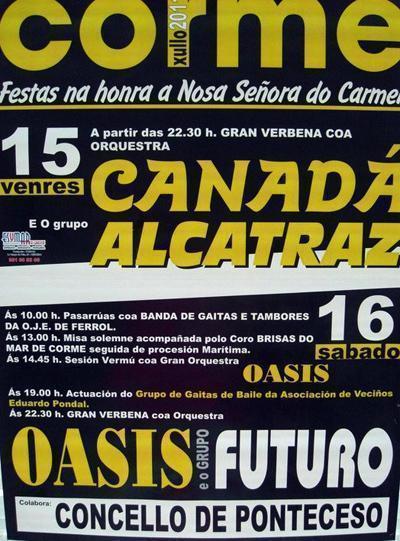 corme
xullo201
Festas na honra a Nosa Señora do Carme
15
venres
A partir das 22.30 h. GRAN VERBENA COA
ORQUESTRA
CANADÁ
E O grupo
ALCATRAZ
16
sabado
Ás 10.00 h. Pasarrúas coa BANDA DE GAITAS E TAMBORES
DA O.J.E. DE FERROL.
Ás 13.00 h. Misa solemne acompañada polo Coro BRISAS DO
MAR DE CORME seguida de procesión Marítima.
Ás 14.45 h. Sesión Vermú coa Gran Orquestra
OASIS
Ás 19.00 h. Actuación do Grupo de Gaitas de Baile da Asociación de Veciños
Eduardo Pondal.
Ás 22.30 h. GRAN VERBENA coa Orquestra
OASIS
e o GRUPO
FUTURO
Colabora:
CONCELLO DE PONTECESO